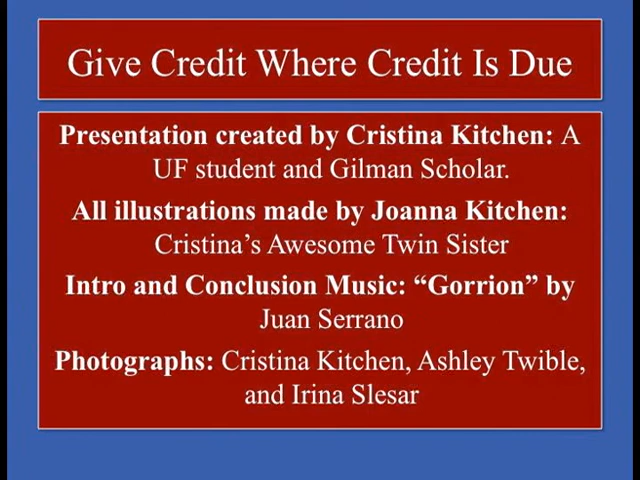 Give Credit Where Credit Is Due
Presentation created by Cristina Kitchen: A
UF student and Gilman Scholar.
All illustrations made by Joanna Kitchen:
Cristina’s Awesome Twin Sister
Intro and Conclusion Music: “Gorrion” by
Juan Serrano
Photographs: Cristina Kitchen, Ashley Twible,
and Irina Slesar